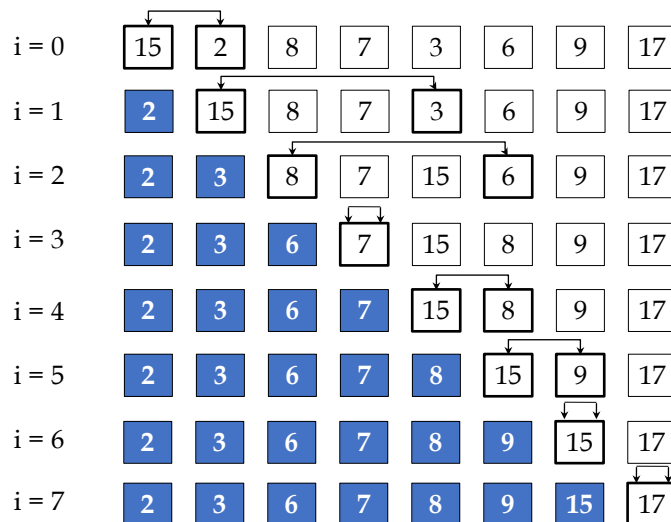 i = 0 15 2 8 7 3 6 9 17
i = 1 2 15 8 7 3 6 9 17
i = 2 2 3 8 7 15 6 9 17
i = 3 2 3 6 7 15 8 9 17
i = 4 2 3 6 7 15 8 9 17
i = 5 2 3 6 7 8 15 9 17
i = 6 2 3 6 7 8 9 15 17
i = 7 2 3 6 7 8 9 15 17